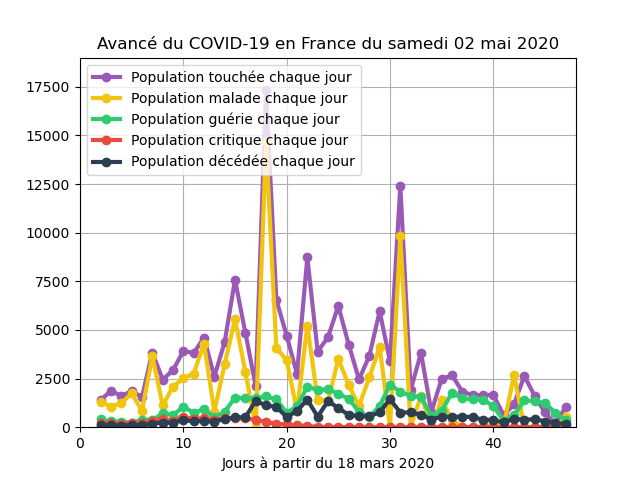 Avancé du COVID-19 en France du samedi 02 mai 2020
Population touchée chaque jour
Population malade chaque jour
Population guérie chaque jour
Population critique chaque jour
Population décédée chaque jour
17500
15000
12500
10000
7500
5000
2500
0
0 10 20 30 40
Jours à partir du 18 mars 2020